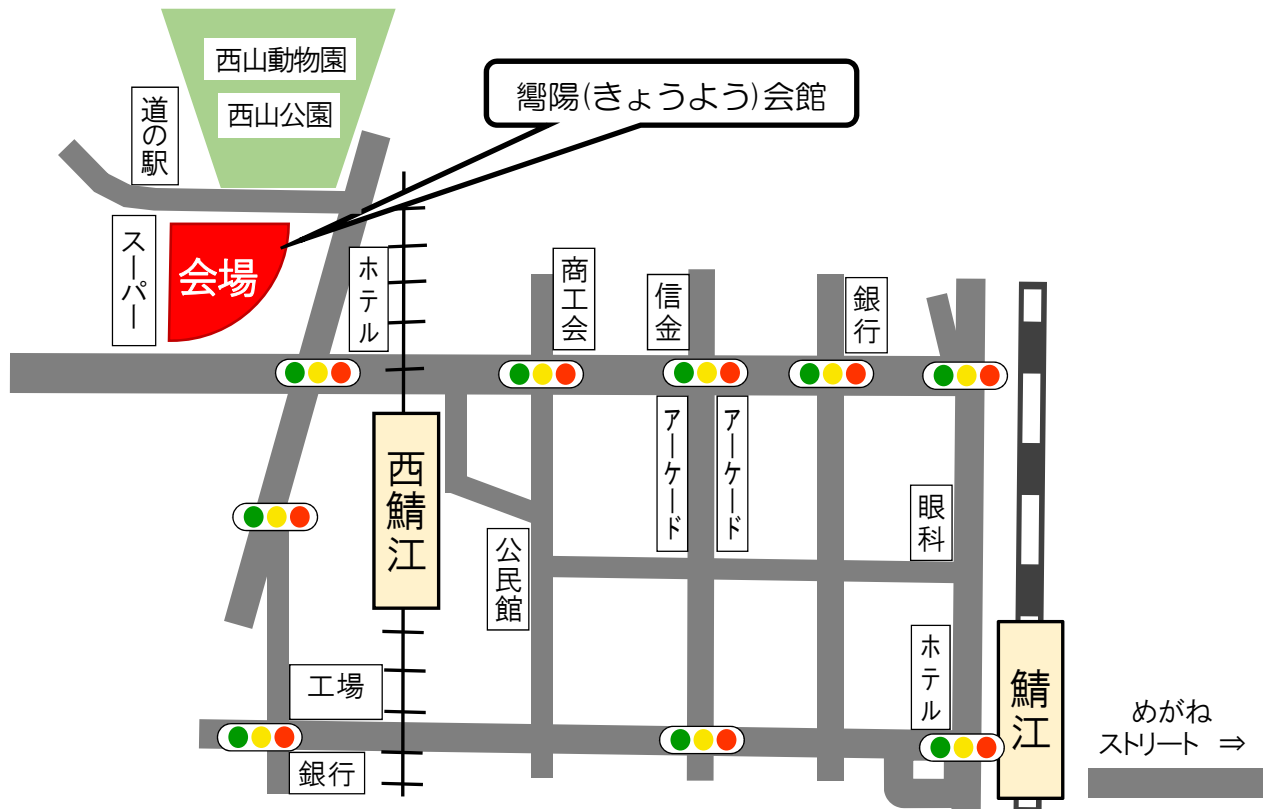 西山動物園
西山公園
道の駅
嚮陽(きょうよう)会館
スーパー
会場
ホテル
商工会
信金
銀行
アーケード
アーケード
西鯖江
眼科
公民館
工場
ホテル
鯖江
めがね
ストリート ⇒
銀行